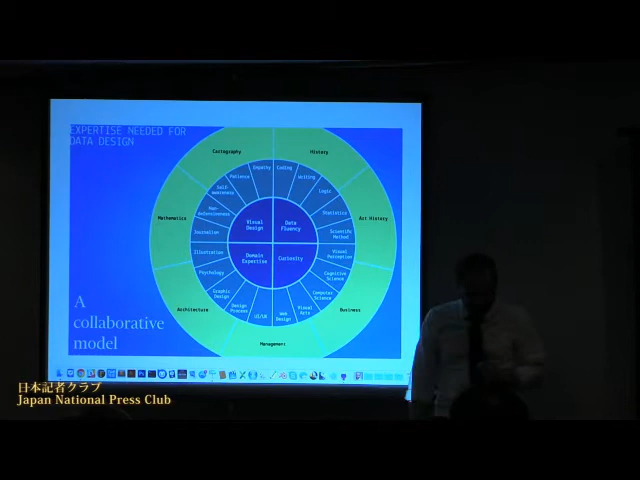 EXPERTISE NEEDED FOR
DATA DESIGN
Cartography
History
Empathy
Coding
Patience
Writing
Self-
awareness
Logic
Non-
defensiveness
Statistics
Mathematics
Art History
Visual
Design
Data
Fluency
Journalism
Scientific
Method
Illustration
Visual
Perception
Domain
Expertise
Curiosity
Psychology
Cognitive
Science
Graphic
Design
Computer
Science
Design
Process
Visual
Arts
UI/UX
Web
Design
Architecture
Business
Management
A
collaborative
model
日本記者クラブ
Japan National Press Club